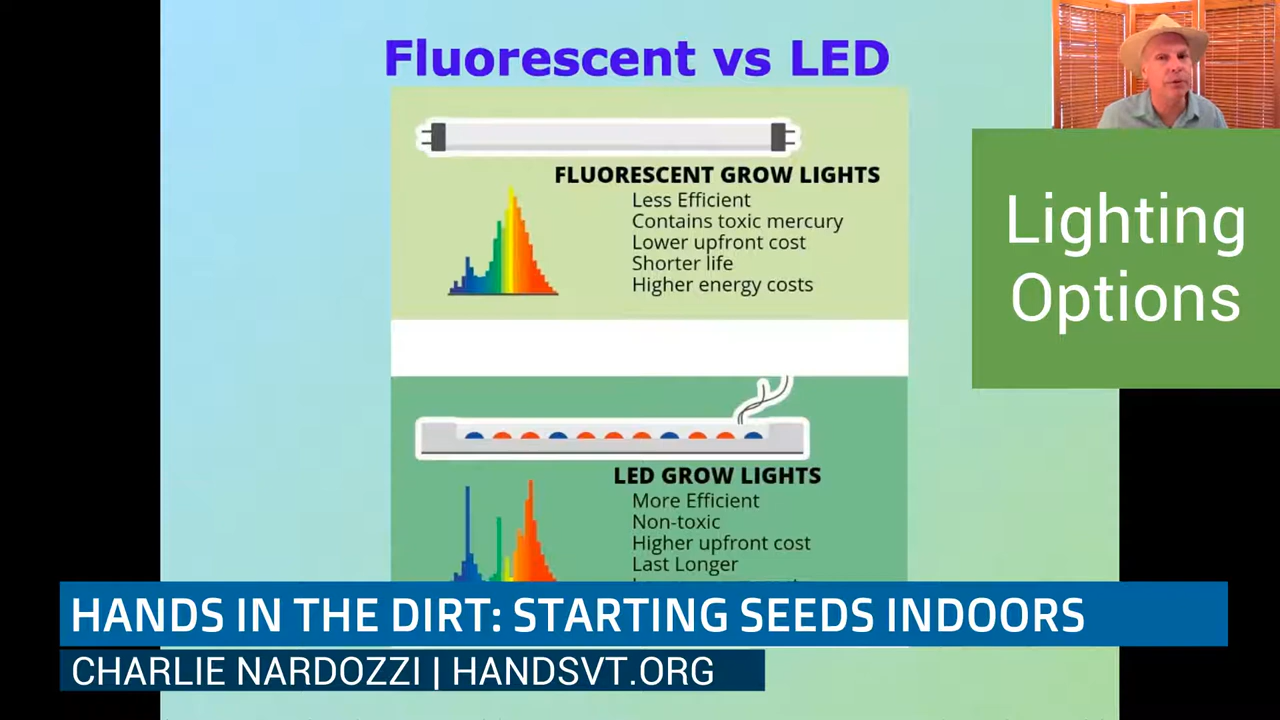 Fluorescent vs LED
FLUORESCENT GROW LIGHTS
Less Efficient
Contains toxic mercury
Lower upfront cost
Shorter life
Higher energy costs
Lighting
Options
LED GROW LIGHTS
More Efficient
Non-toxic
Higher upfront cost
Last Longer
HANDS IN THE DIRT: STARTING SEEDS INDOORS
CHARLIE NARDOZZI | HANDSVT.ORG